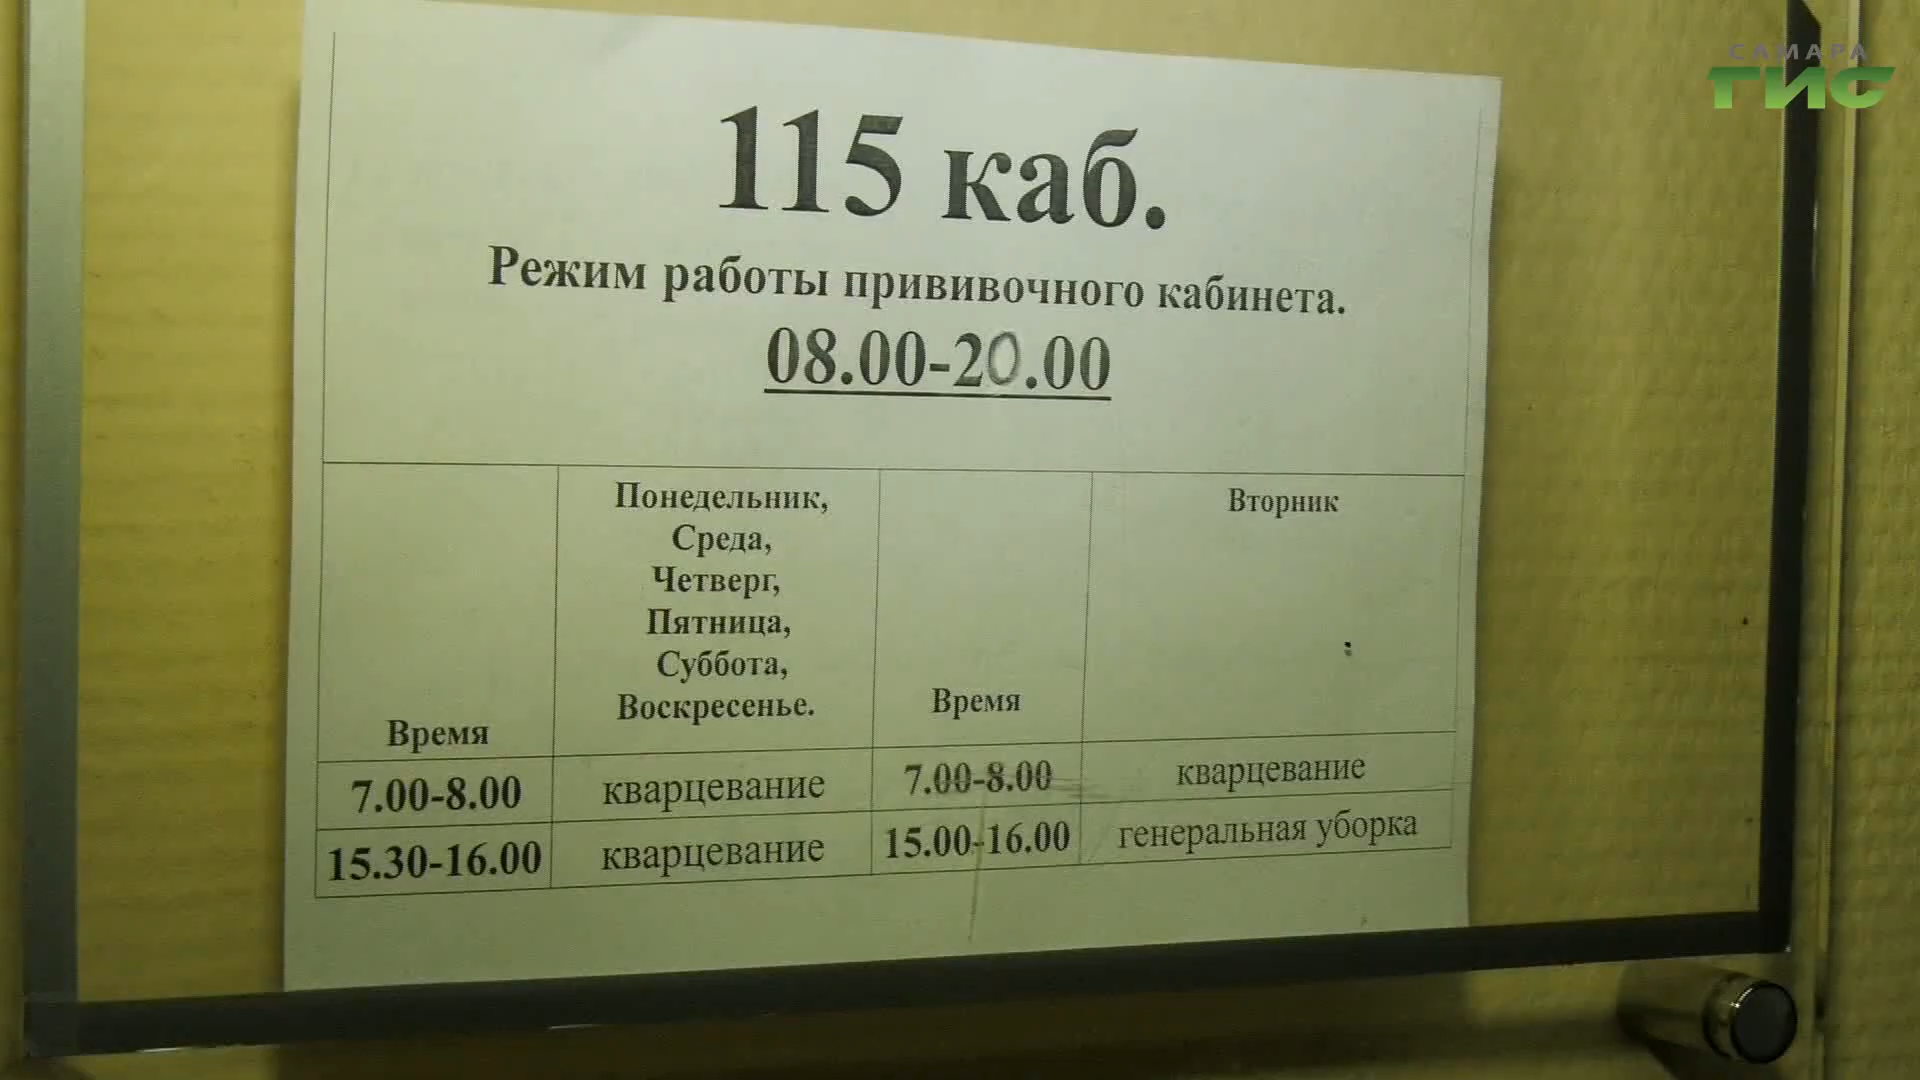 САМАРА
ТИС
115 каб.
Режим работы прививочного кабинета.
08.00-20.00
Время
Понедельник,
Среда,
Четверг,
Пятница,
Суббота,
Воскресенье.
Время
Вторник
7.00-8.00 кварцевание 7.00-8.00 кварцевание
15.30-16.00 кварцевание 15.00-16.00 генеральная уборка